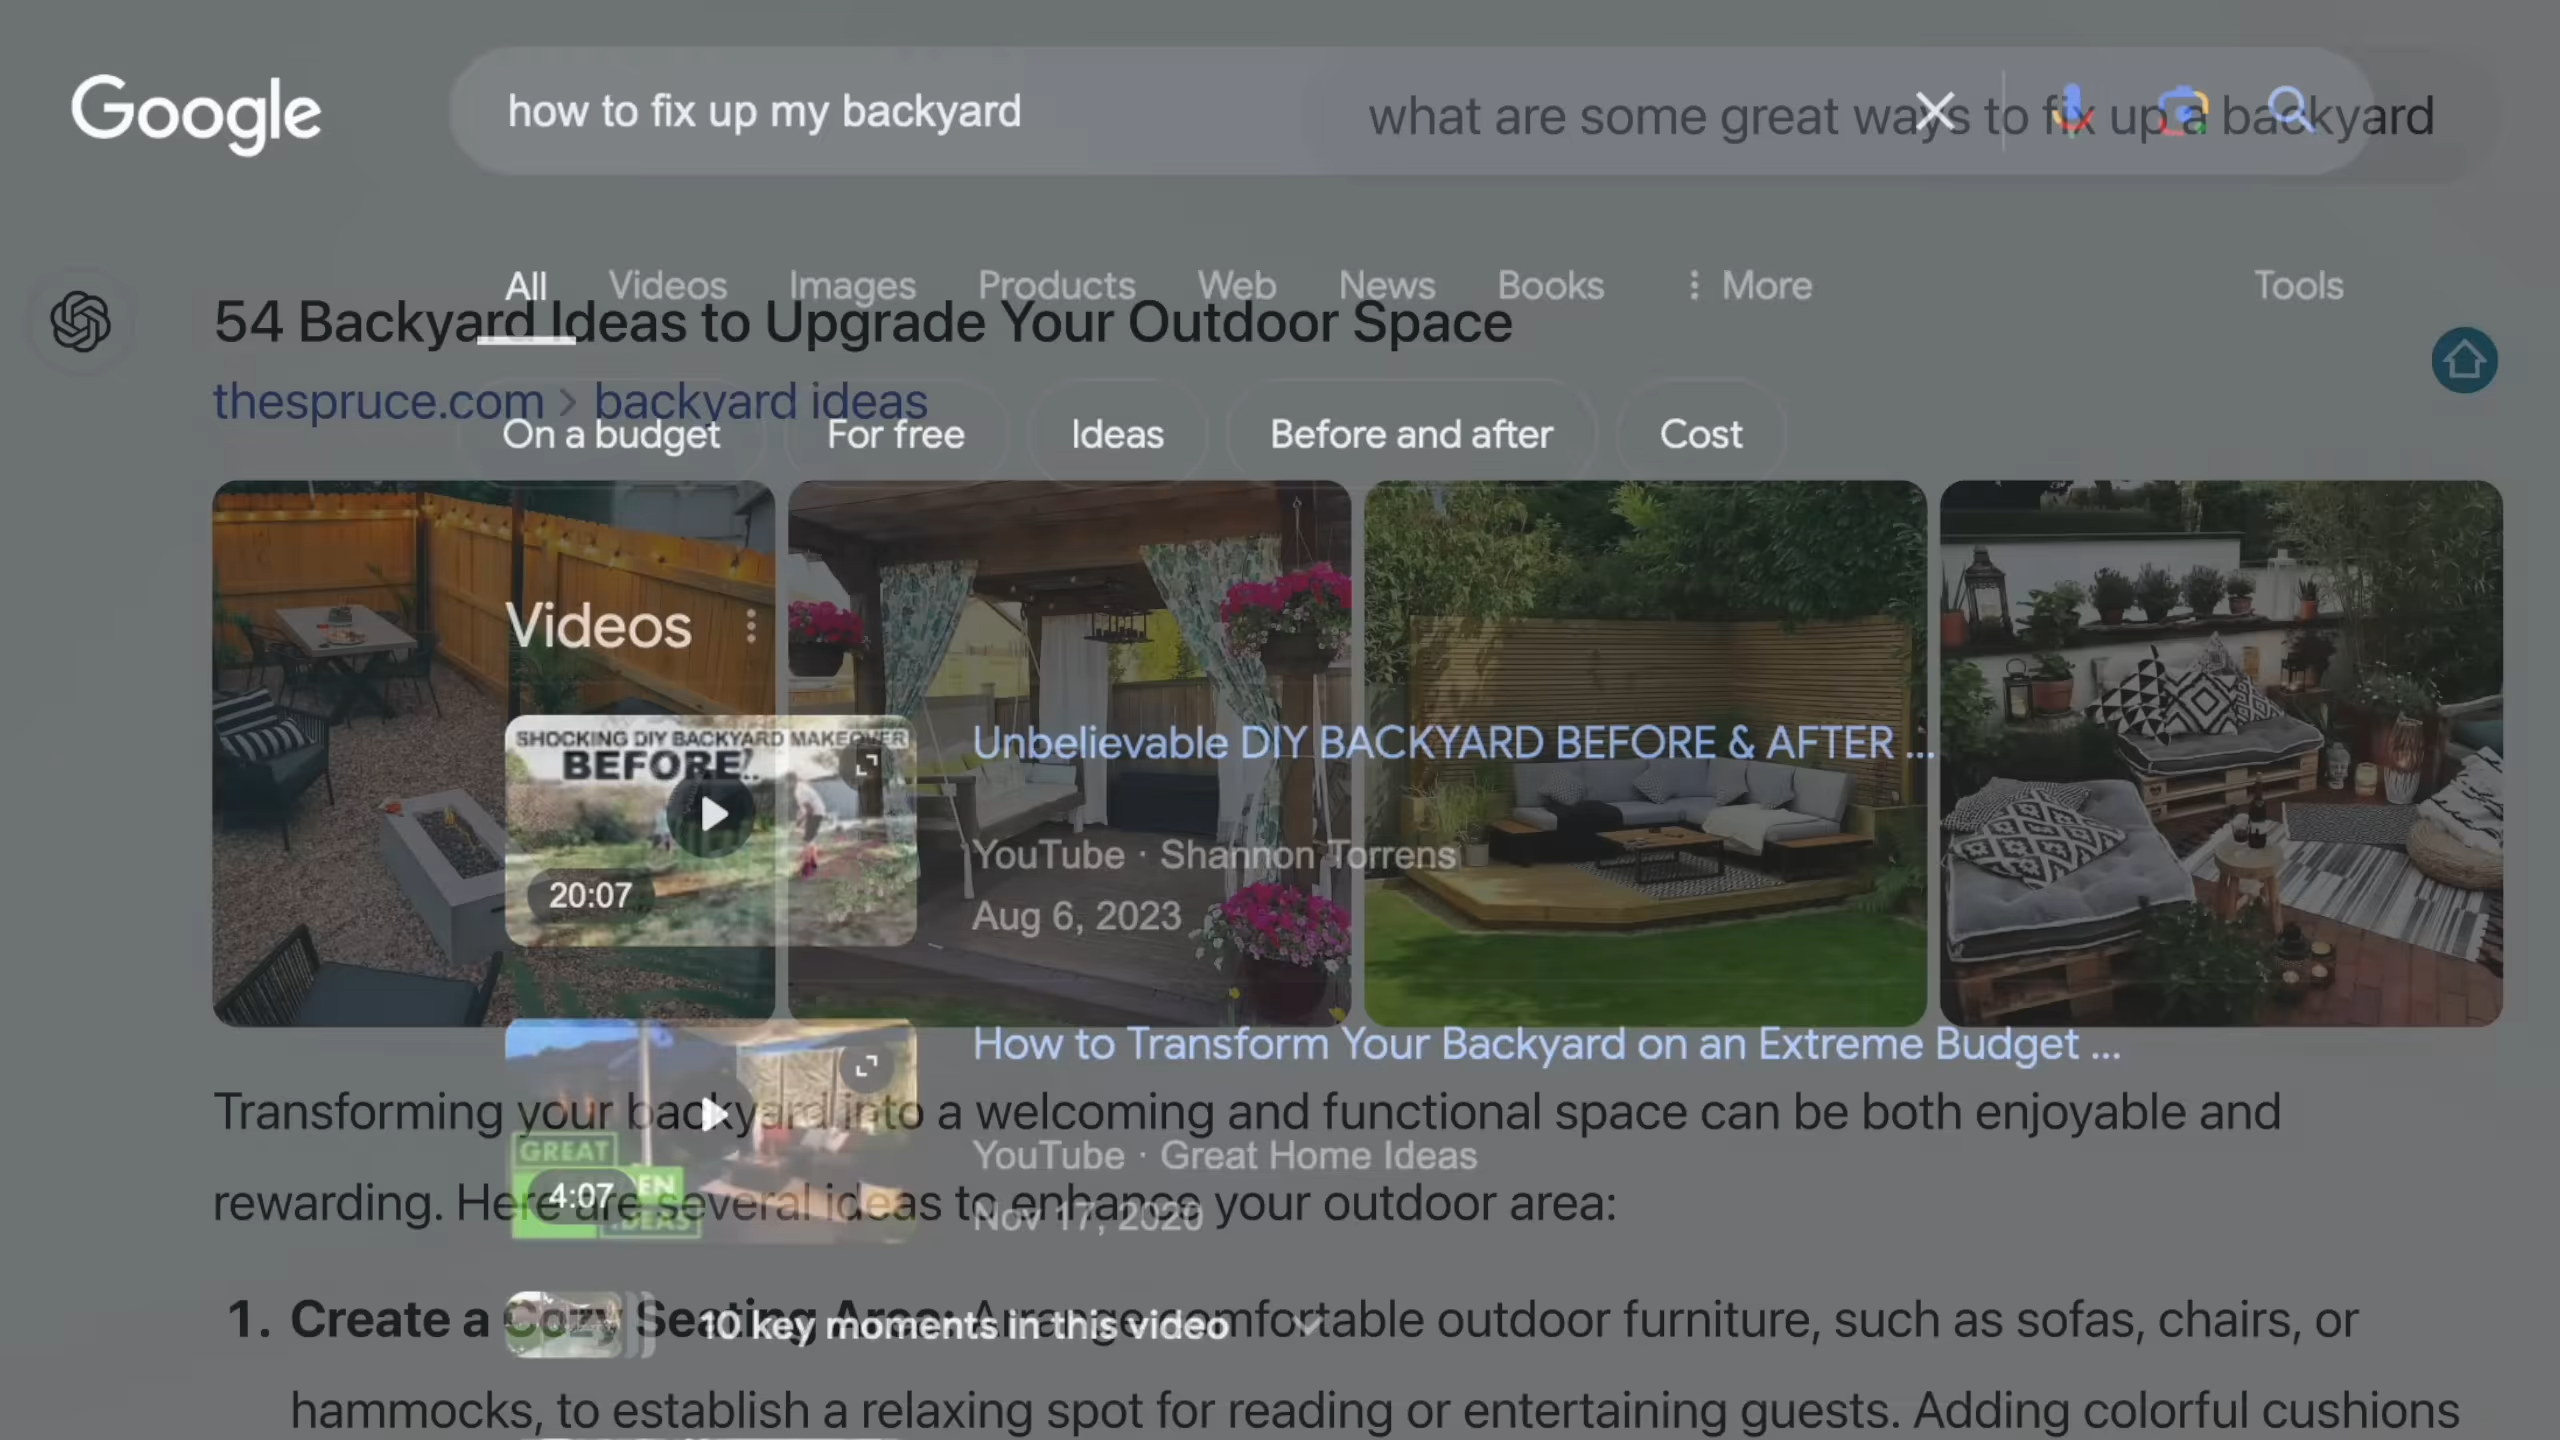 Google
how to fix up my backyard
what are some great ways to fix up a backyard
All Videos Images Products Web News Books More Tools
54 Backyard Ideas to Upgrade Your Outdoor Space
thespruce.com > backyard ideas
On a budget For free Ideas Before and after Cost
Videos
SHOCKING DIY BACKYARD MAKEOVER
BEFORE!..
20:07
Unbelievable DIY BACKYARD BEFORE & AFTER ...
YouTube · Shannon Torrens
Aug 6, 2023
How to Transform Your Backyard on an Extreme Budget ...
YouTube · Great Home Ideas
Nov 17, 2020
GREAT
EN
IDEAS
4:07
10 key moments in this video
Transforming your backyard into a welcoming and functional space can be both enjoyable and
rewarding. Here are several ideas to enhance your outdoor area:
1. Create a Cozy Seating Area: Arrange comfortable outdoor furniture, such as sofas, chairs, or
hammocks, to establish a relaxing spot for reading or entertaining guests. Adding colorful cushions